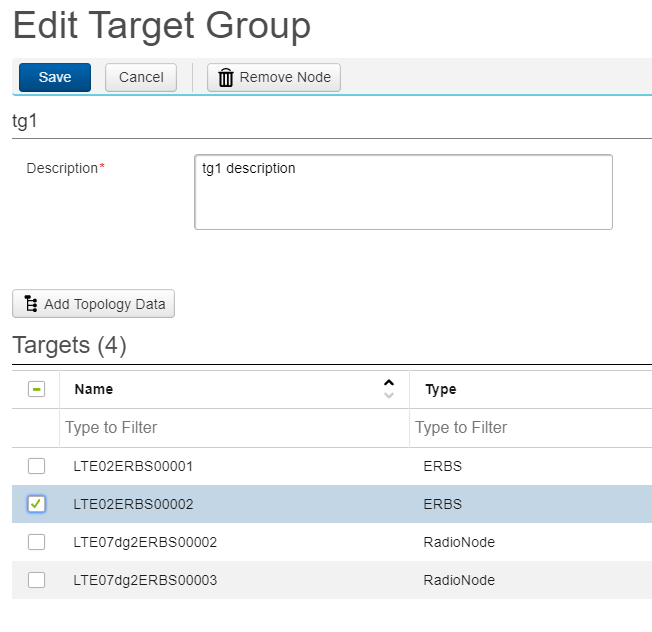 Edit Target Group
Save Cancel Remove Node
tg1
Description* tg1 description
Add Topology Data
Targets (4)
Name Type
Type to Filter Type to Filter
LTE02ERBS00001 ERBS
LTE02ERBS00002 ERBS
LTE07dg2ERBS00002 RadioNode
LTE07dg2ERBS00003 RadioNode